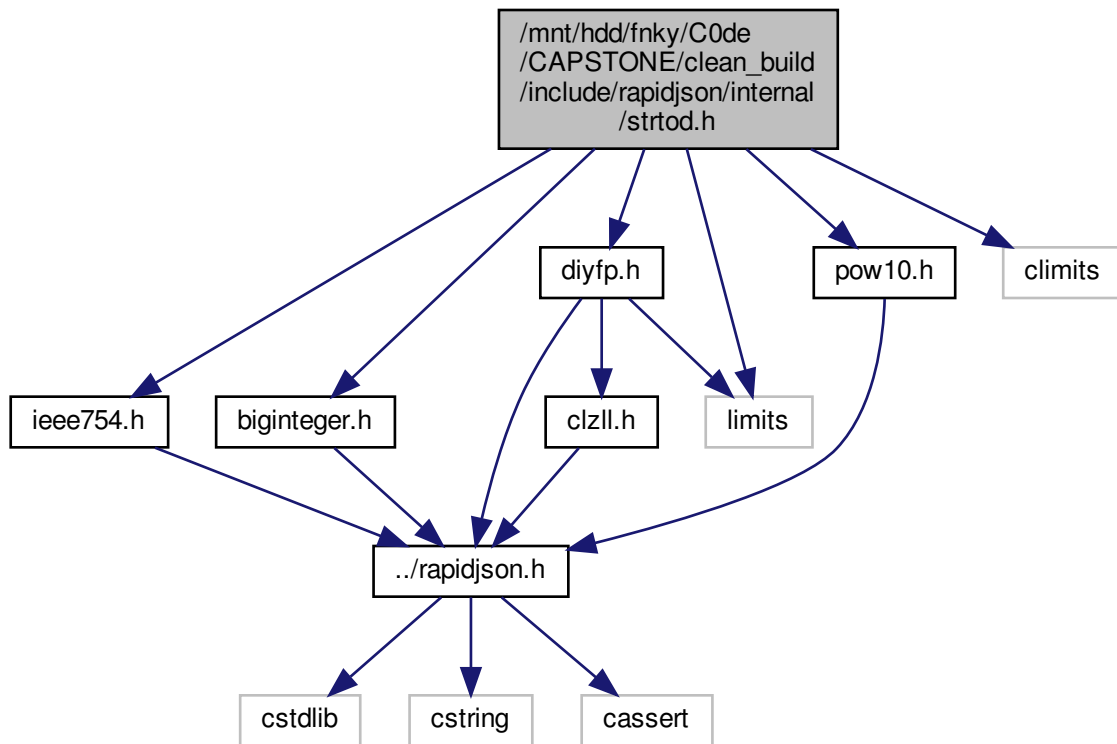 /mnt/hdd/fnky/C0de
/CAPSTONE/clean_build
/include/rapidjson/internal
/strtod.h
diyfp.h
pow10.h
climits
ieee754.h
biginteger.h
clzll.h
limits
../rapidjson.h
cstdlib
cstring
cassert